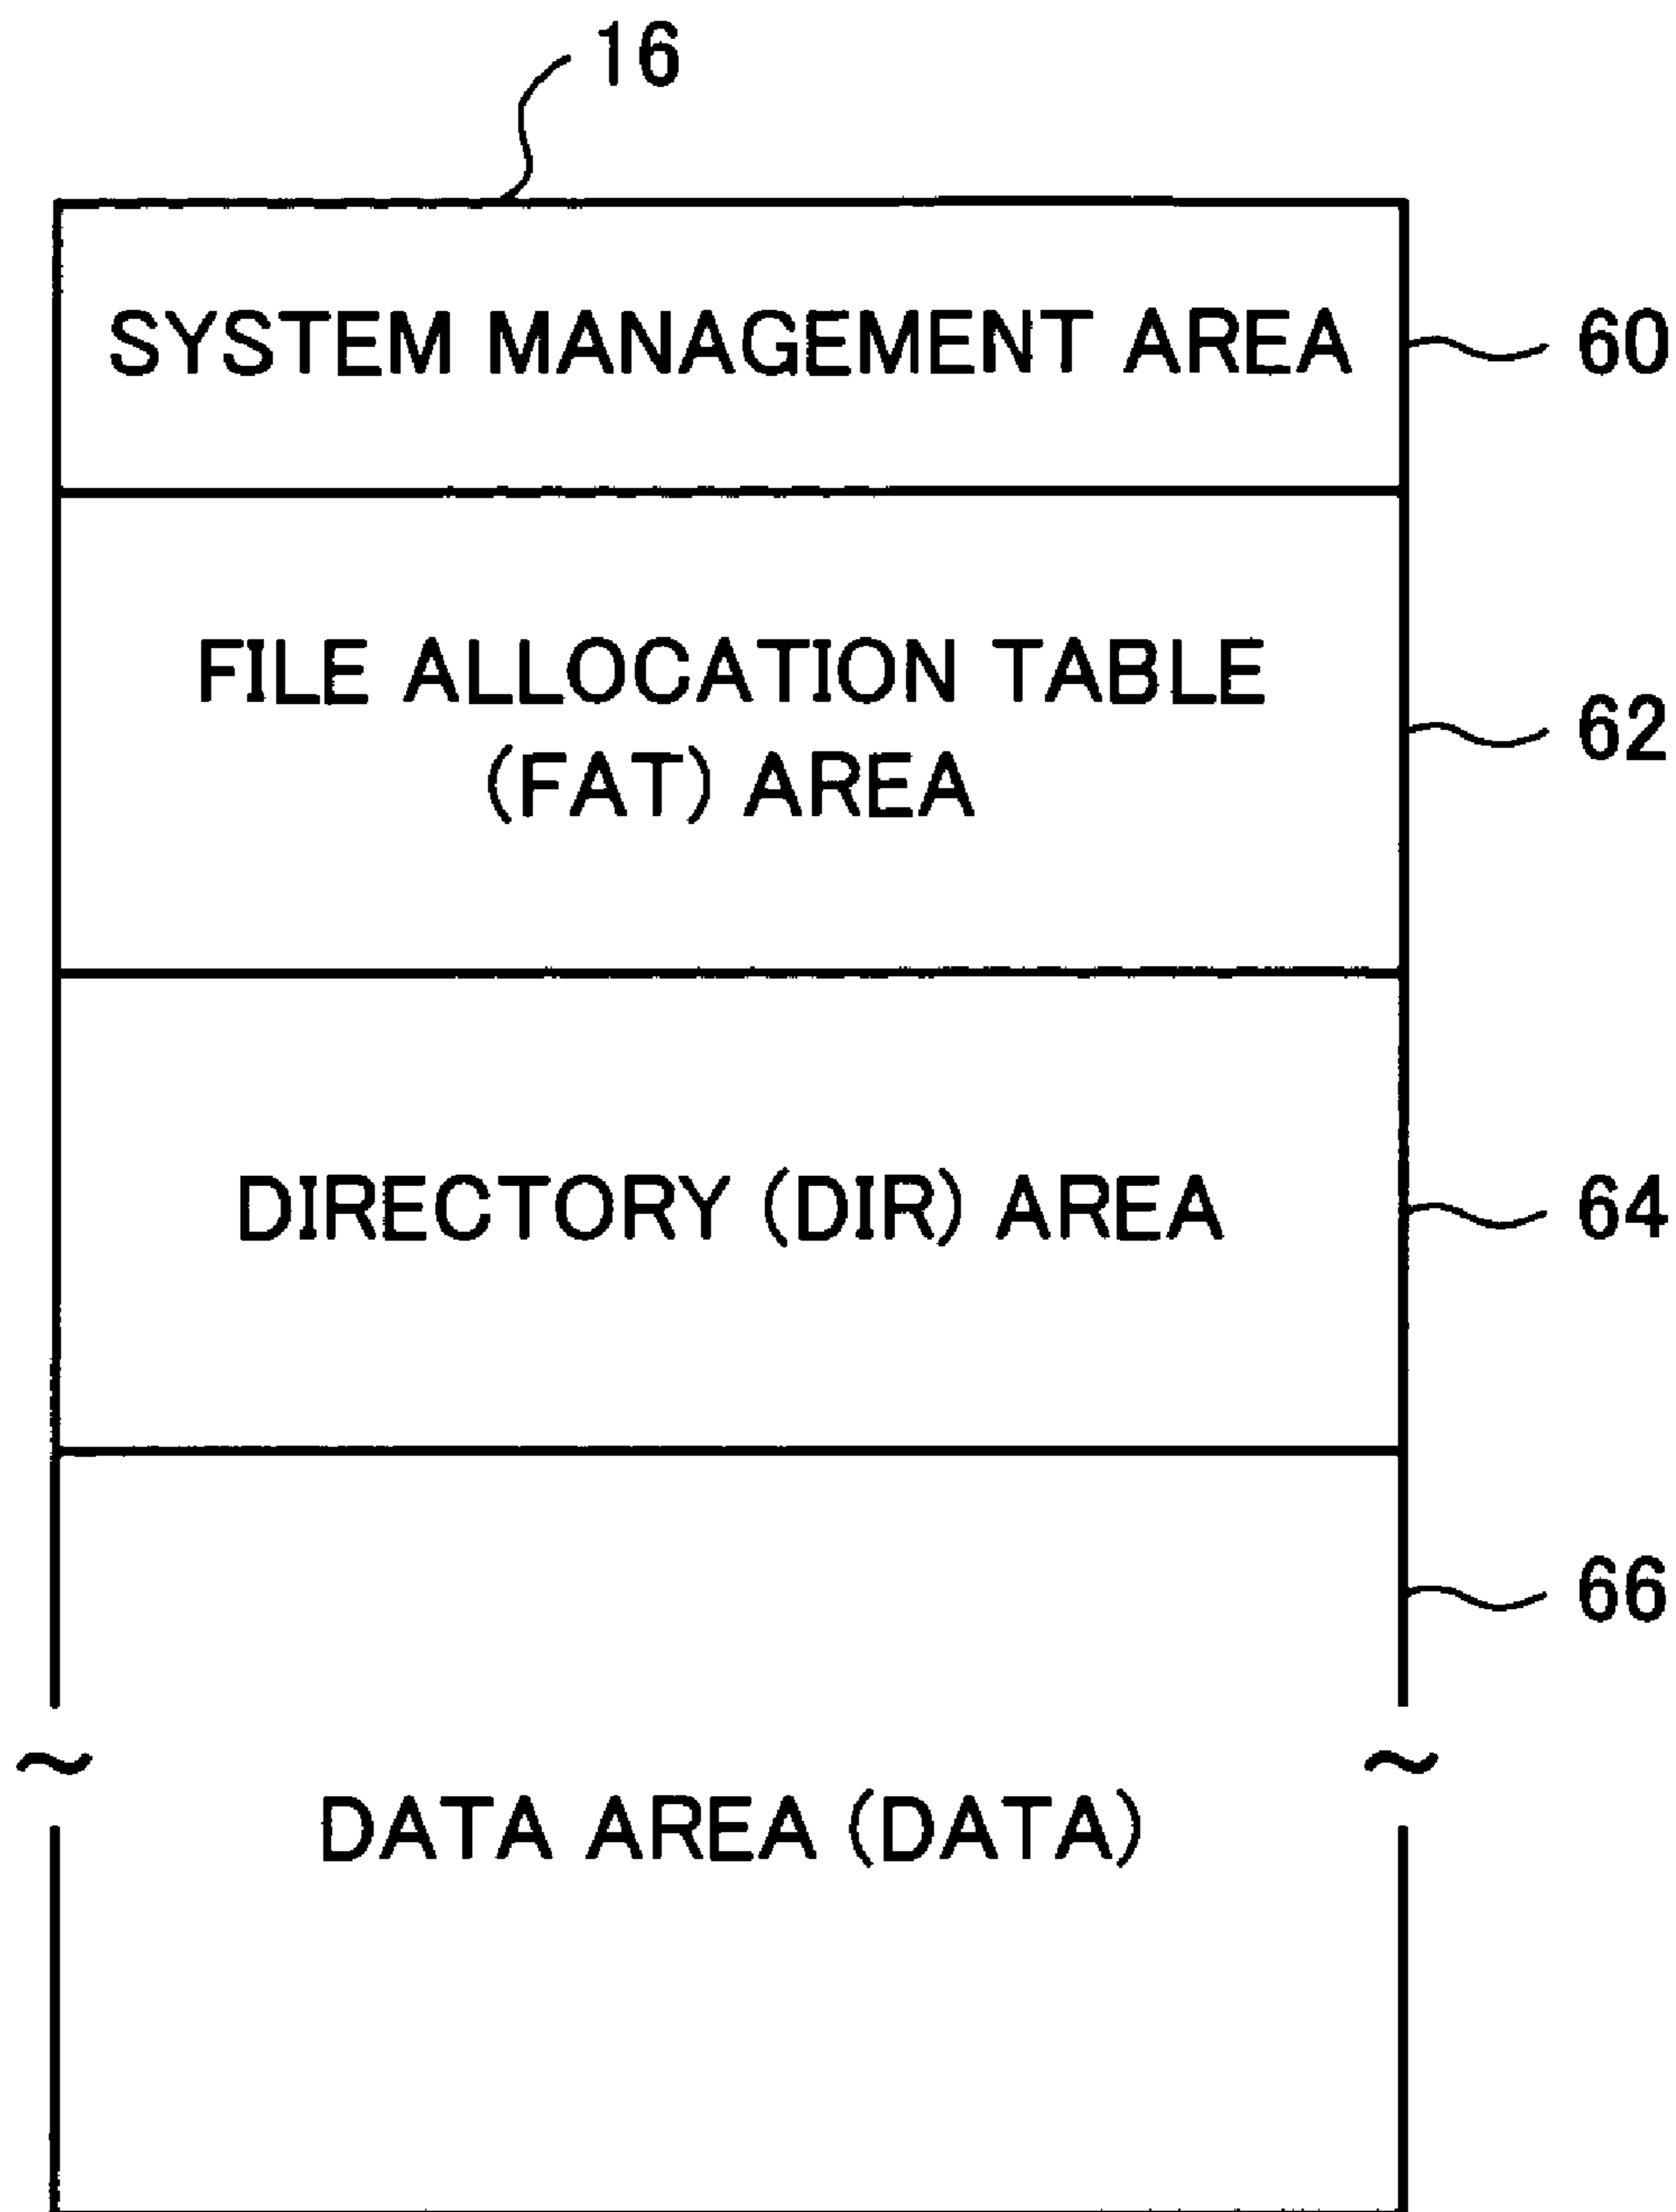 16
SYSTEM MANAGEMENT AREA
60
FILE ALLOCATION TABLE
(FAT) AREA
62
DIRECTORY (DIR) AREA
64
66
~ ~
DATA AREA (DATA)